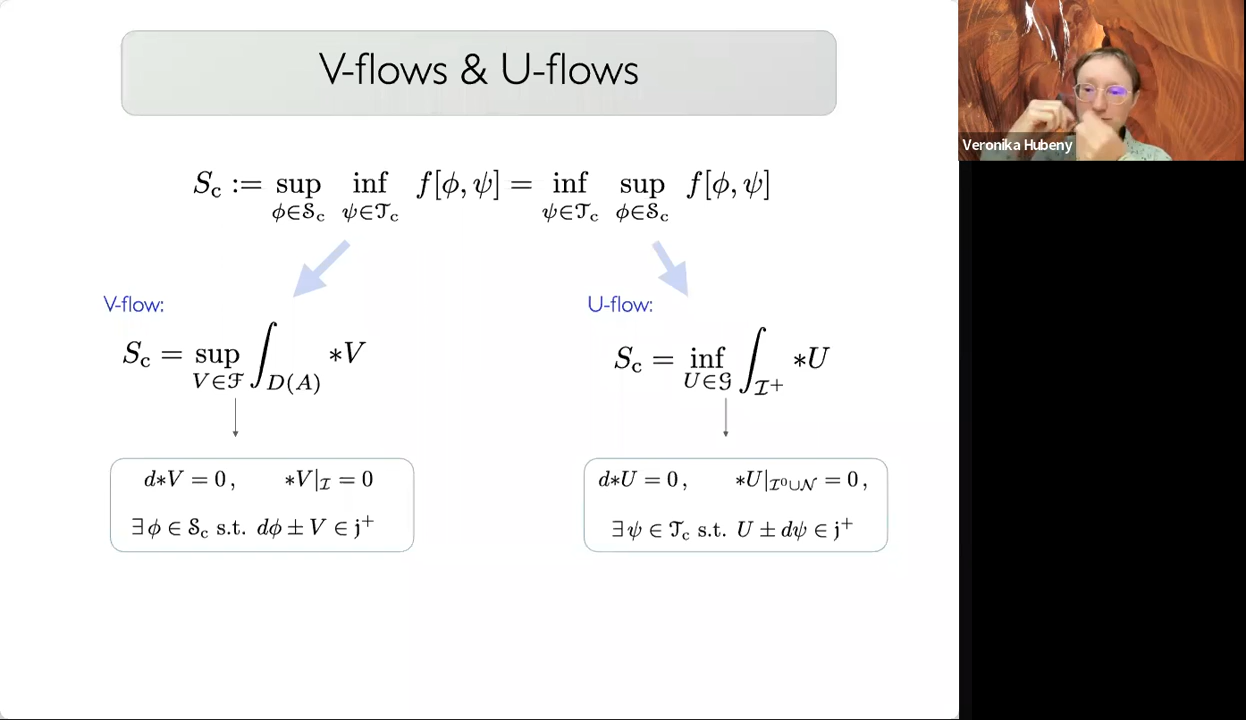 V-flows & U-flows
Veronika Hubeny
S_c := sup_{ϕ∈𝒮_c} inf_{ψ∈𝒯_c} f[ϕ, ψ] = inf_{ψ∈𝒯_c} sup_{ϕ∈𝒮_c} f[ϕ, ψ]
V-flow:
S_c = sup_{V∈ℱ} ∫_{D(A)} *V
d*V = 0 , *V|_ℐ = 0
∃ ϕ ∈ 𝒮_c s.t. dϕ ± V ∈ j⁺
U-flow:
S_c = inf_{U∈𝒢} ∫_{ℐ⁺} *U
d*U = 0 , *U|_{ℐ⁰∪𝒩} = 0 ,
∃ ψ ∈ 𝒯_c s.t. U ± dψ ∈ j⁺